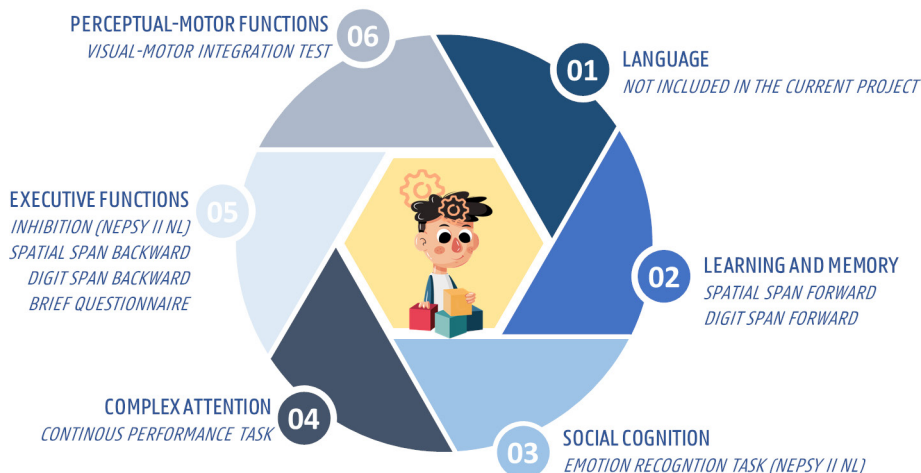 01
LANGUAGE
NOT INCLUDED IN THE CURRENT PROJECT
02
LEARNING AND MEMORY
SPATIAL SPAN FORWARD
DIGIT SPAN FORWARD
03
SOCIAL COGNITION
EMOTION RECOGNTION TASK (NEPSY II NL)
04
COMPLEX ATTENTION
CONTINOUS PERFORMANCE TASK
05
EXECUTIVE FUNCTIONS
INHIBITION (NEPSY II NL)
SPATIAL SPAN BACKWARD
DIGIT SPAN BACKWARD
BRIEF QUESTIONNAIRE
06
PERCEPTUAL-MOTOR FUNCTIONS
VISUAL-MOTOR INTEGRATION TEST